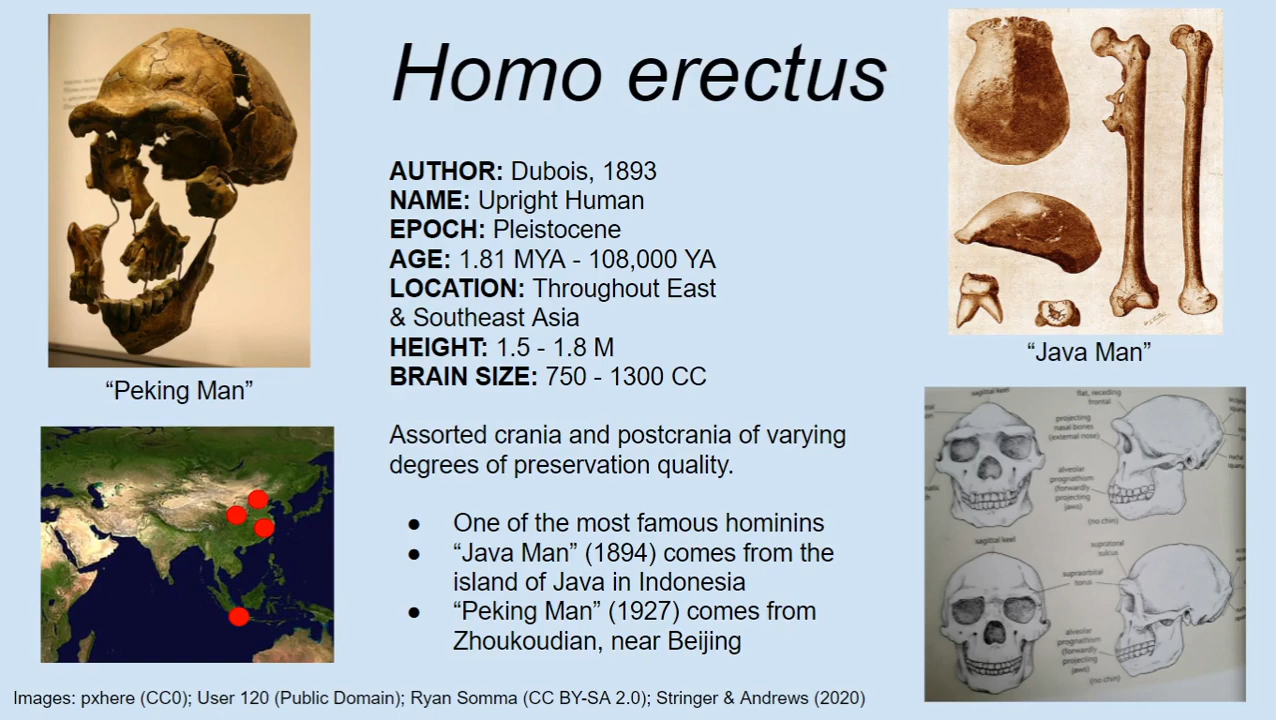 Homo erectus
AUTHOR: Dubois, 1893
NAME: Upright Human
EPOCH: Pleistocene
AGE: 1.81 MYA - 108,000 YA
LOCATION: Throughout East
& Southeast Asia
HEIGHT: 1.5 - 1.8 M
BRAIN SIZE: 750 - 1300 CC
Assorted crania and postcrania of varying
degrees of preservation quality.
● One of the most famous hominins
● “Java Man” (1894) comes from the
island of Java in Indonesia
● “Peking Man” (1927) comes from
Zhoukoudian, near Beijing
“Peking Man”
“Java Man”
sagittal keel
flat, receding
frontal
projecting
nasal bones
(external nose)
alveolar
prognathism
(forwardly
projecting
jaws)
(no chin)
sagittal keel
supratoral
sulcus
supraorbital
torus
alveolar
prognathism
(forwardly
projecting
jaws)
(no chin)
Images: pxhere (CC0); User 120 (Public Domain); Ryan Somma (CC BY-SA 2.0); Stringer & Andrews (2020)